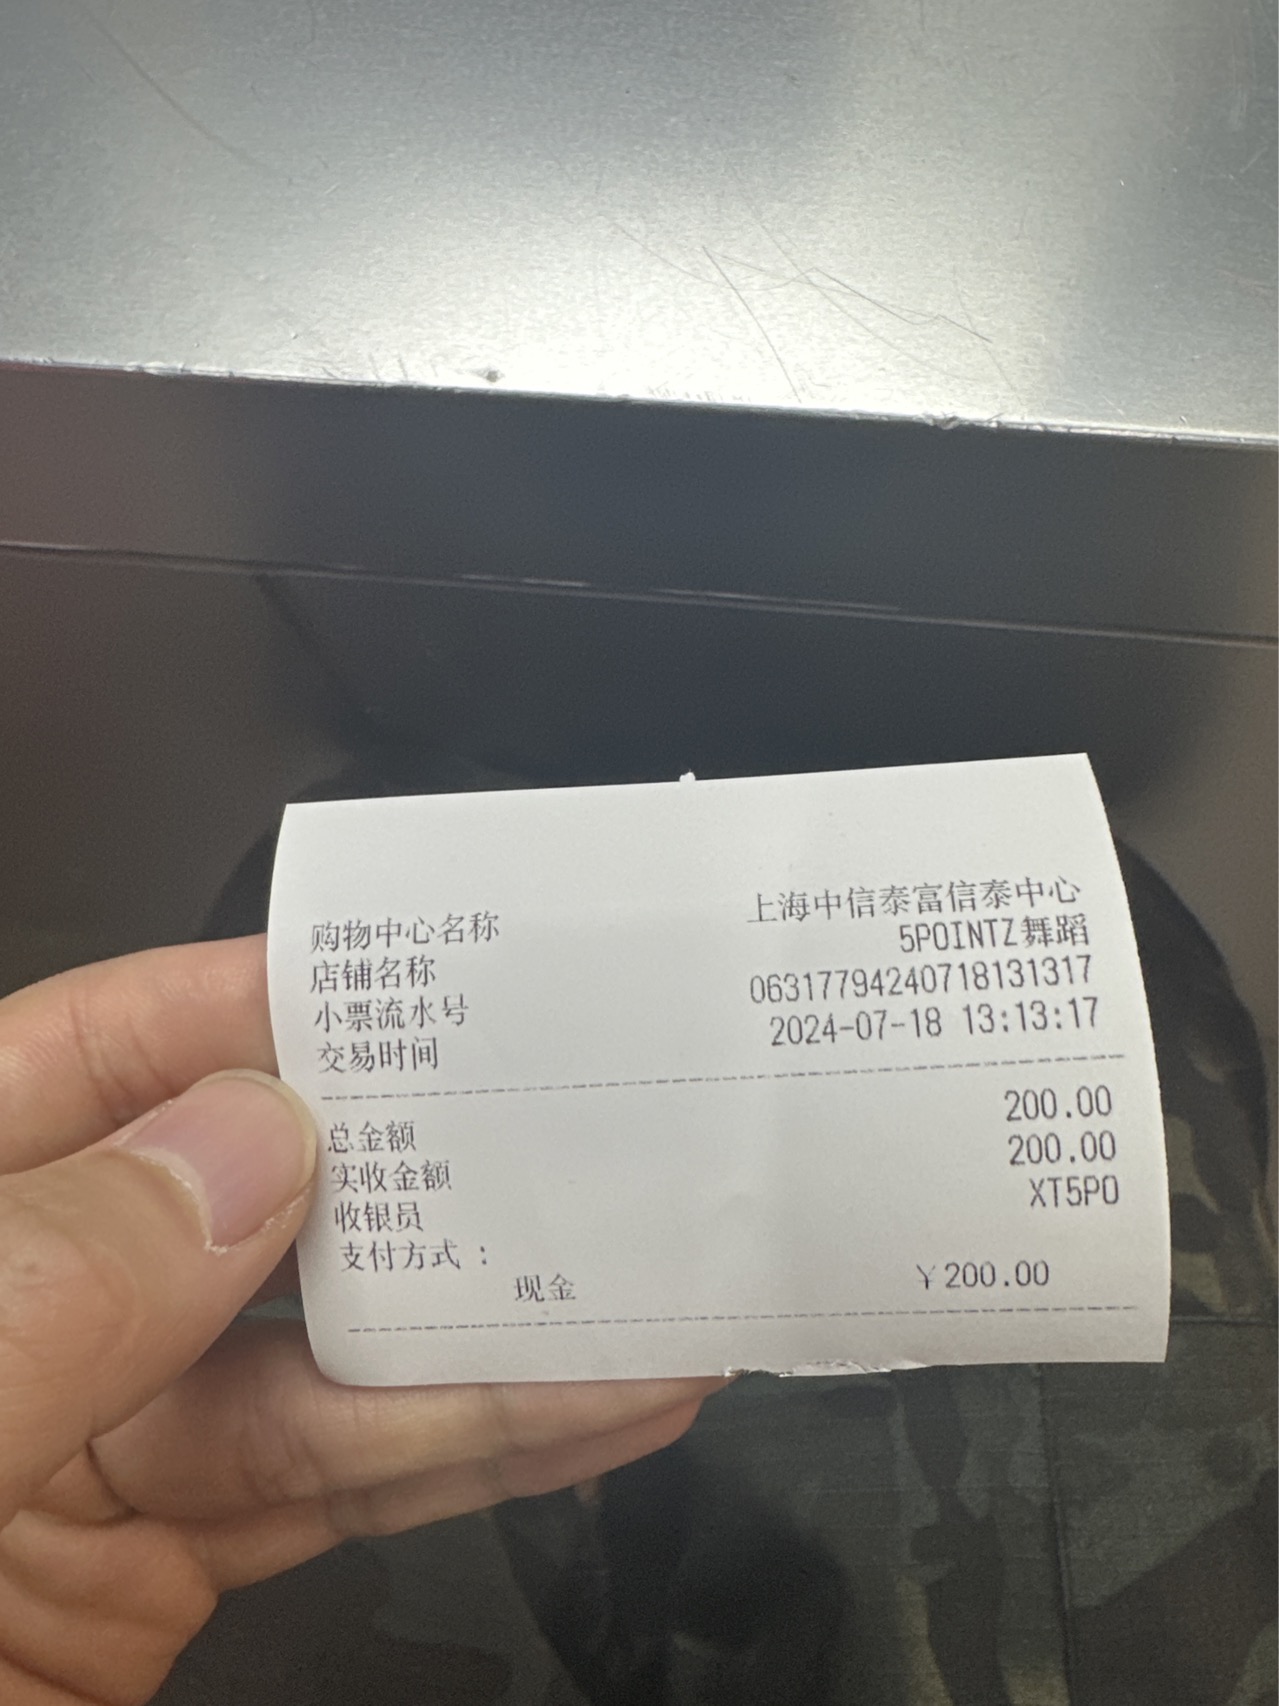 购物中心名称 上海中信泰富信泰中心
店铺名称 5POINTZ舞蹈
小票流水号 06317794240718131317
交易时间 2024-07-18 13:13:17
总金额 200.00
实收金额 200.00
收银员 XT5PO
支付方式：
现金 ￥200.00